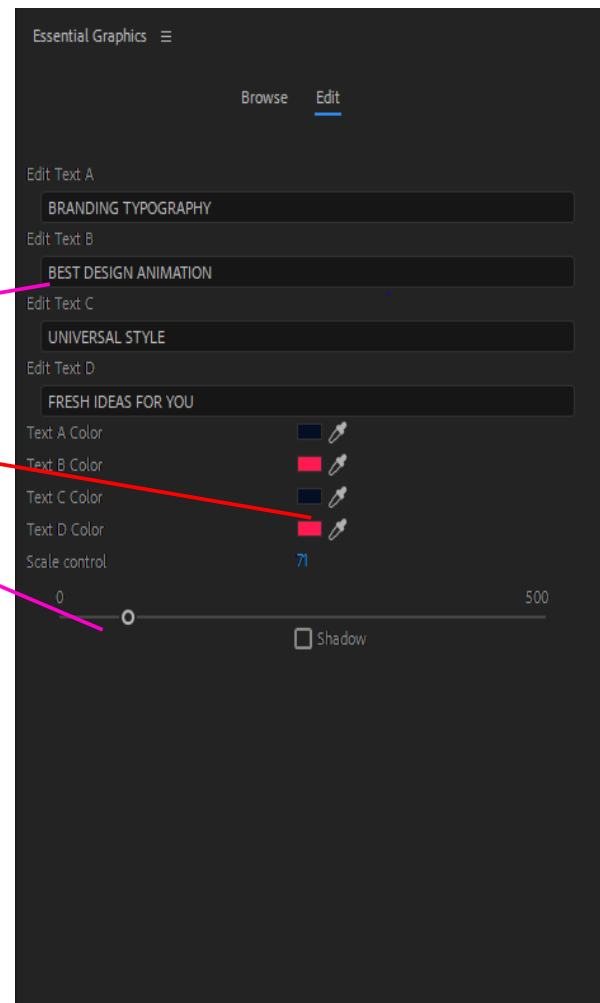 Essential Graphics
Browse Edit
Edit Text A
BRANDING TYPOGRAPHY
Edit Text B
BEST DESIGN ANIMATION
Edit Text C
UNIVERSAL STYLE
Edit Text D
FRESH IDEAS FOR YOU
Text A Color
Text B Color
Text C Color
Text D Color
Scale control 71
0 500
Shadow